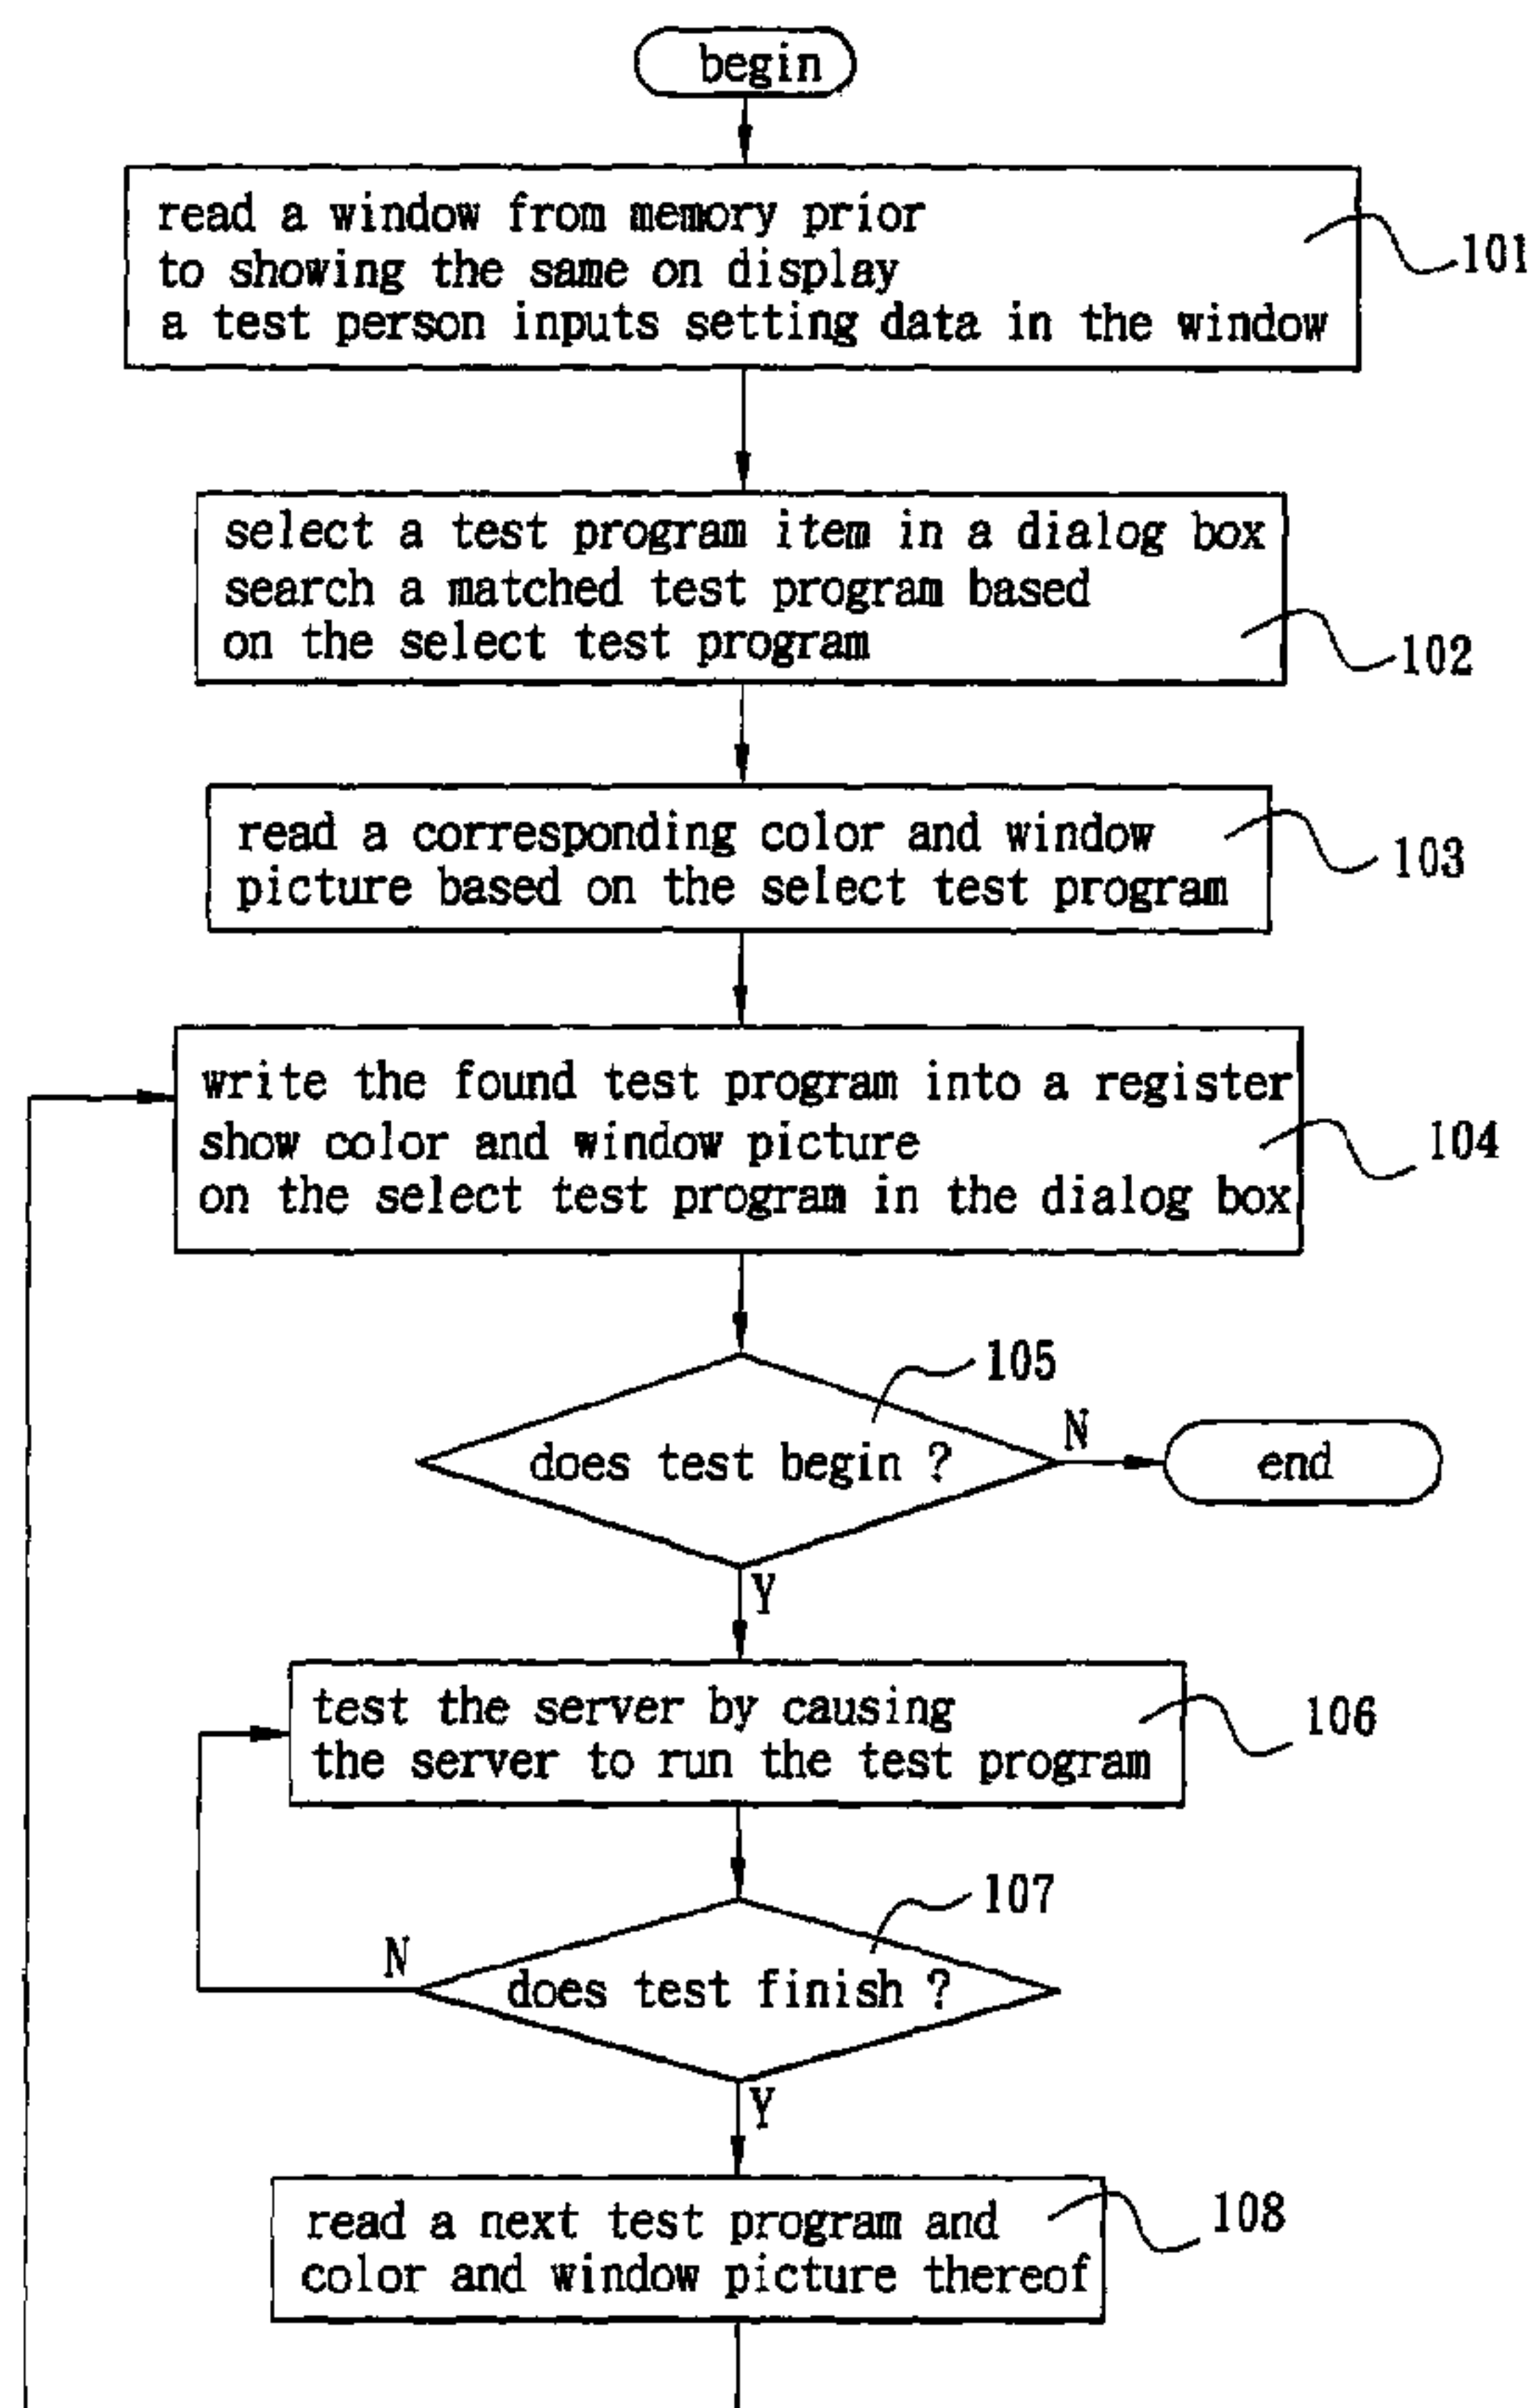 begin
read a window from memory prior
to showing the same on display
a test person inputs setting data in the window
101
select a test program item in a dialog box
search a matched test program based
on the select test program
102
read a corresponding color and window
picture based on the select test program
103
write the found test program into a register
show color and window picture
on the select test program in the dialog box
104
105
does test begin ?
N
end
Y
test the server by causing
the server to run the test program
106
107
N
does test finish ?
Y
read a next test program and
color and window picture thereof
108